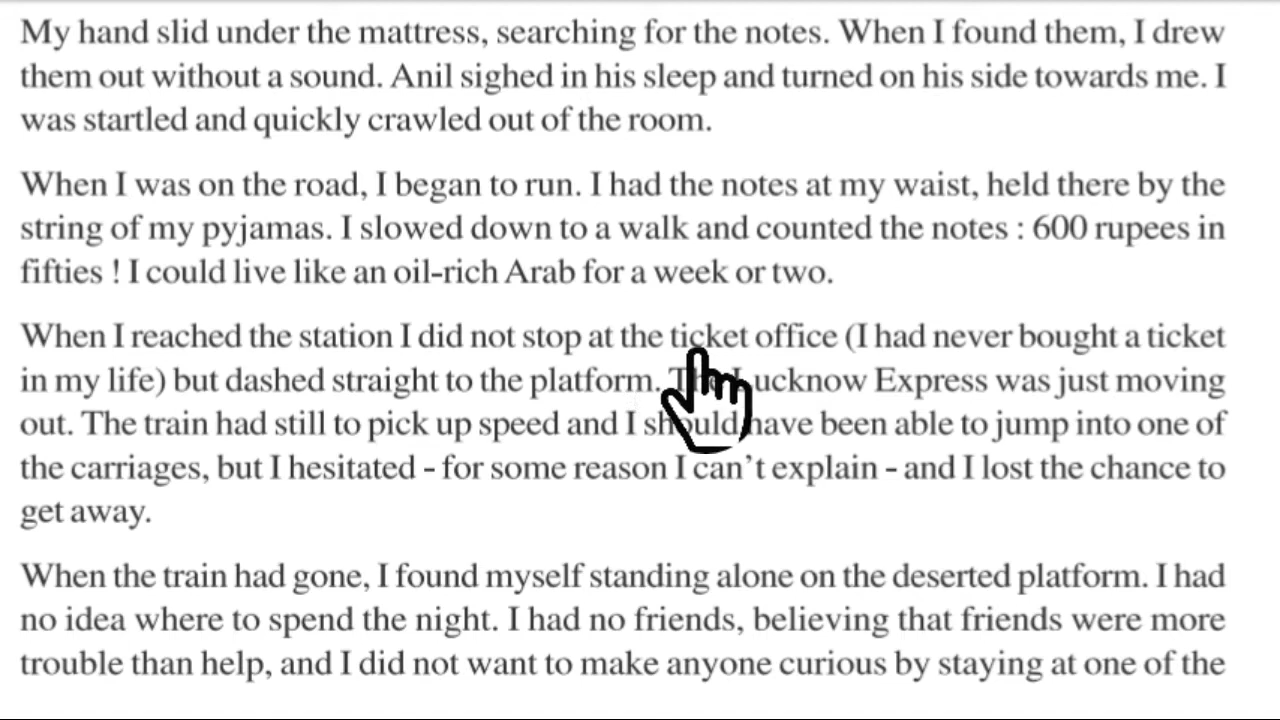 My hand slid under the mattress, searching for the notes. When I found them, I drew
them out without a sound. Anil sighed in his sleep and turned on his side towards me. I
was startled and quickly crawled out of the room.
When I was on the road, I began to run. I had the notes at my waist, held there by the
string of my pyjamas. I slowed down to a walk and counted the notes : 600 rupees in
fifties ! I could live like an oil-rich Arab for a week or two.
When I reached the station I did not stop at the ticket office (I had never bought a ticket
in my life) but dashed straight to the platform. The Lucknow Express was just moving
out. The train had still to pick up speed and I should have been able to jump into one of
the carriages, but I hesitated - for some reason I can’t explain - and I lost the chance to
get away.
When the train had gone, I found myself standing alone on the deserted platform. I had
no idea where to spend the night. I had no friends, believing that friends were more
trouble than help, and I did not want to make anyone curious by staying at one of the